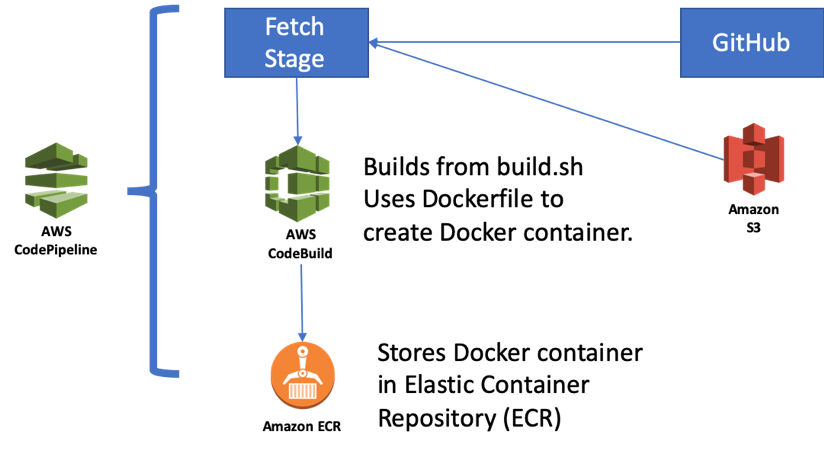 Fetch
Stage
GitHub
Builds from build.sh
Uses Dockerfile to
create Docker container.
AWS
CodePipeline
AWS
CodeBuild
Amazon
S3
Stores Docker container
in Elastic Container
Repository (ECR)
Amazon ECR